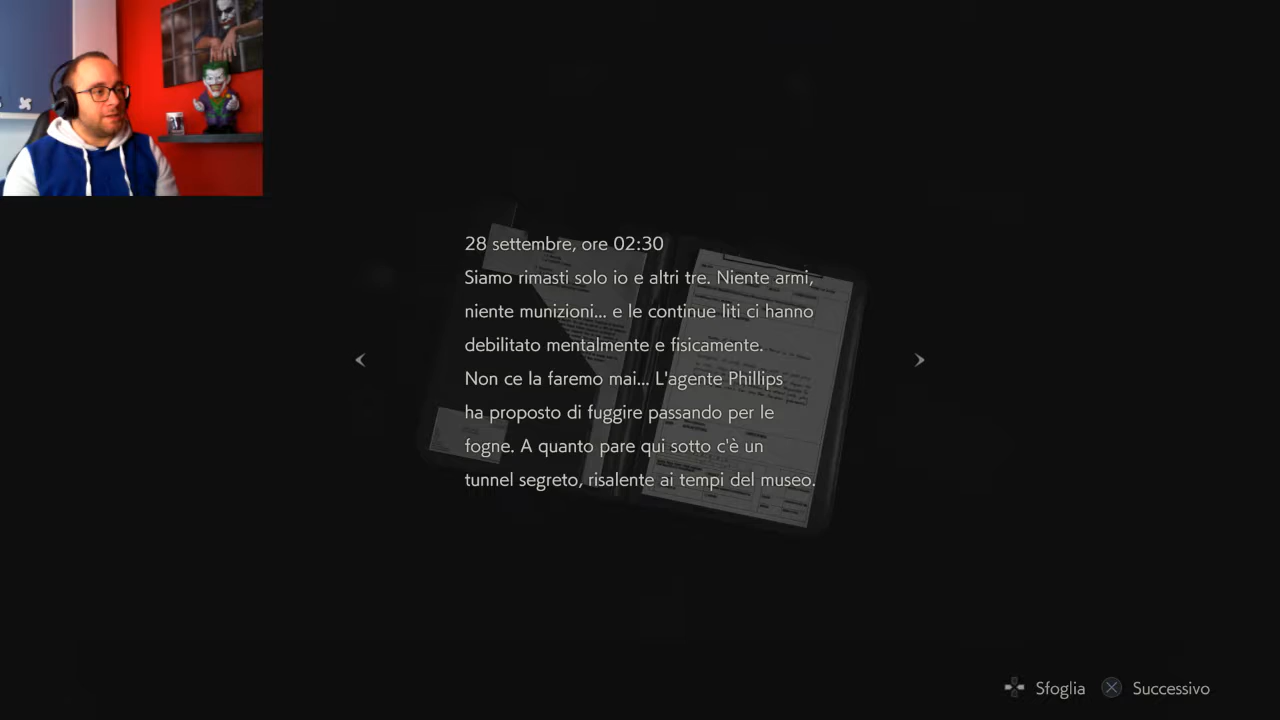 28 settembre, ore 02:30
Siamo rimasti solo io e altri tre. Niente armi,
niente munizioni... e le continue liti ci hanno
debilitato mentalmente e fisicamente.
Non ce la faremo mai... L'agente Phillips
ha proposto di fuggire passando per le
fogne. A quanto pare qui sotto c'è un
tunnel segreto, risalente ai tempi del museo.
Sfoglia
Successivo